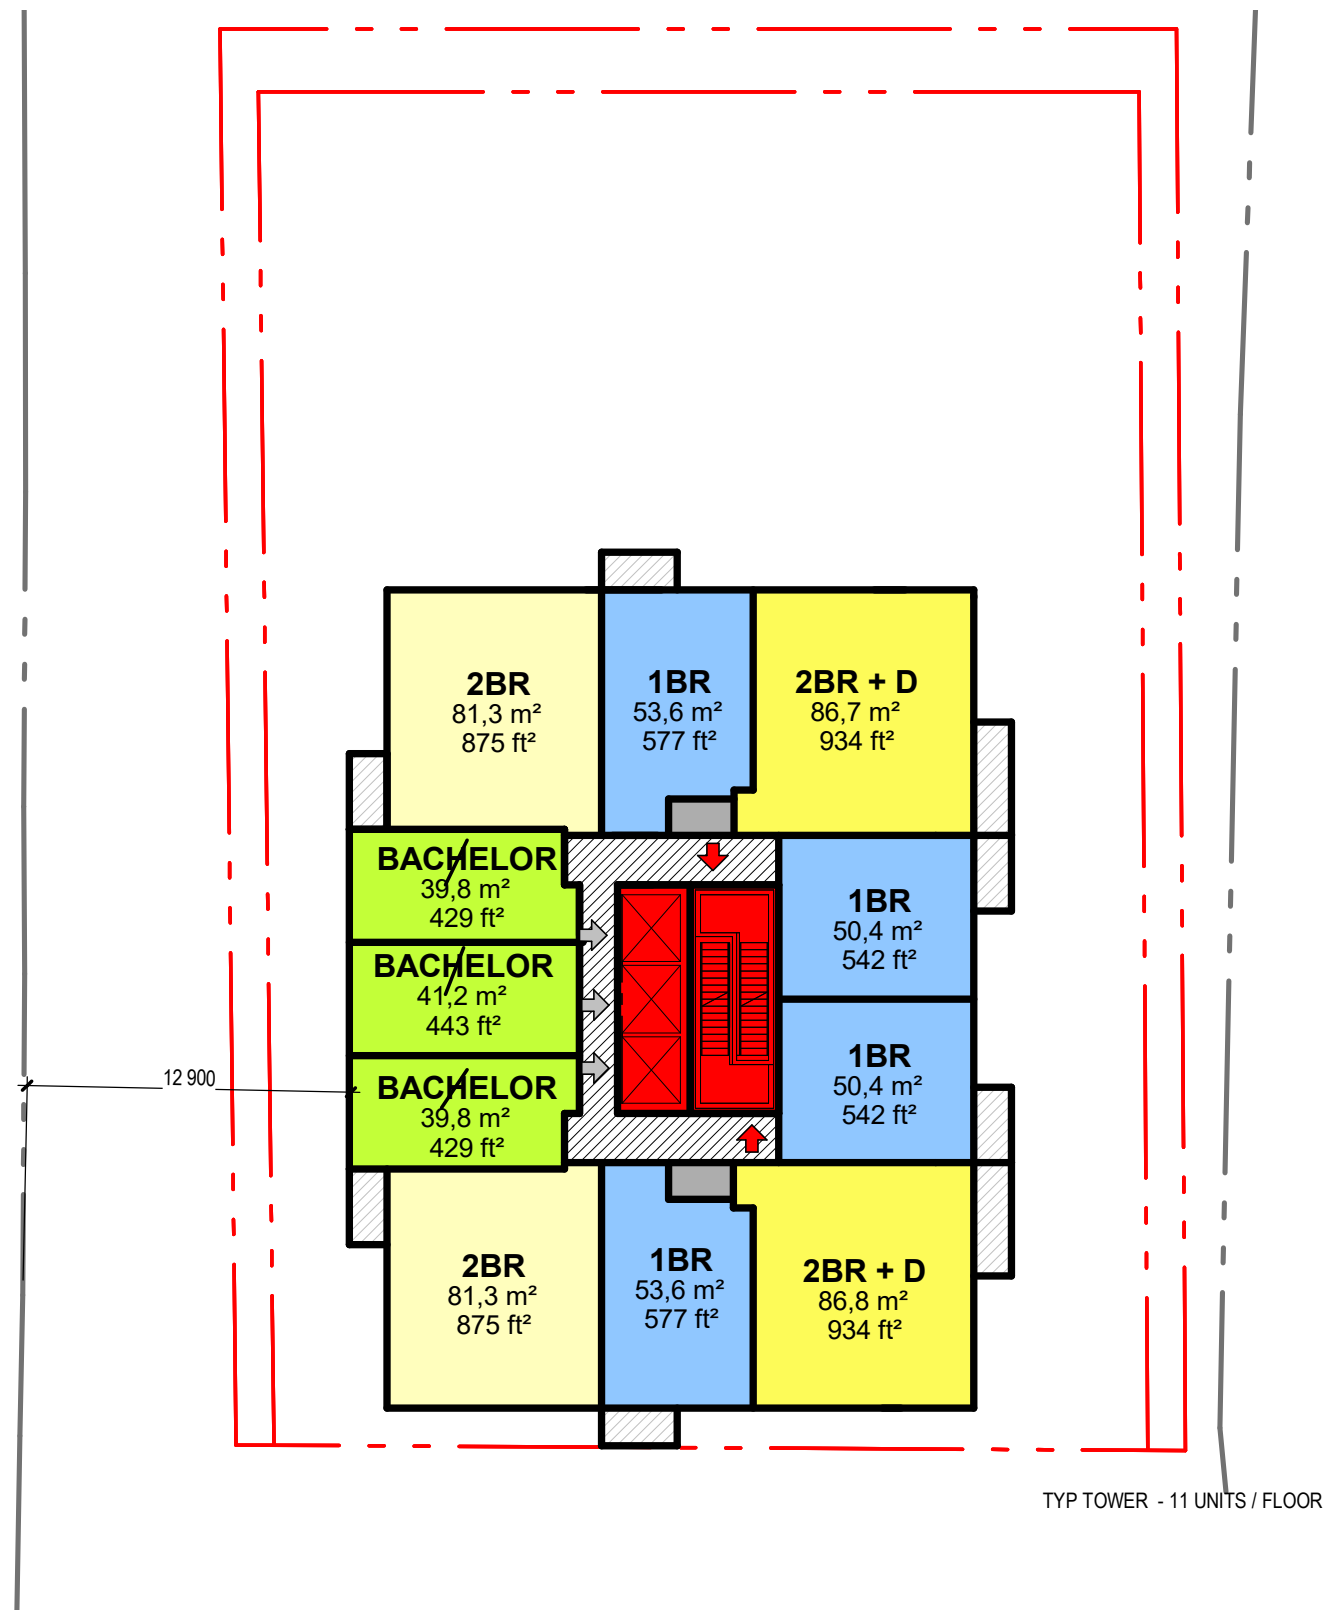 2BR
81,3 m²
875 ft²
1BR
53,6 m²
577 ft²
2BR + D
86,7 m²
934 ft²
BACHELOR
39,8 m²
429 ft²
BACHELOR
41,2 m²
443 ft²
BACHELOR
39,8 m²
429 ft²
1BR
50,4 m²
542 ft²
1BR
50,4 m²
542 ft²
12 900
2BR
81,3 m²
875 ft²
1BR
53,6 m²
577 ft²
2BR + D
86,8 m²
934 ft²
TYP TOWER - 11 UNITS / FLOOR